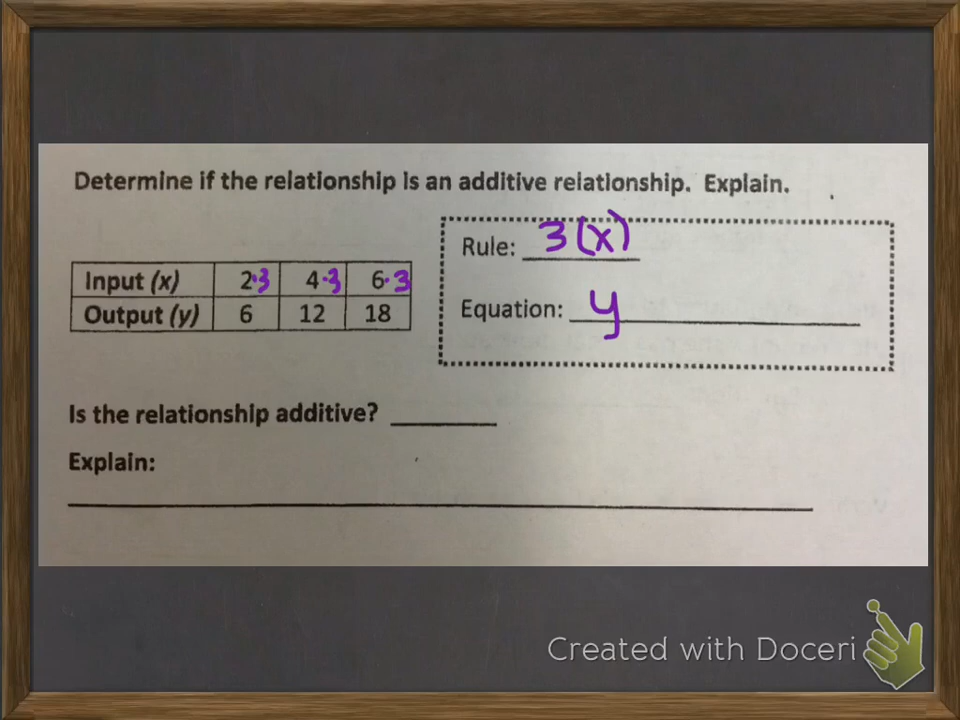 Determine if the relationship is an additive relationship. Explain.
Rule: 3(x)
Input (x) 2·3 4·3 6·3
Output (y) 6 12 18
Equation: y
Is the relationship additive?
Explain:
Created with Doceri